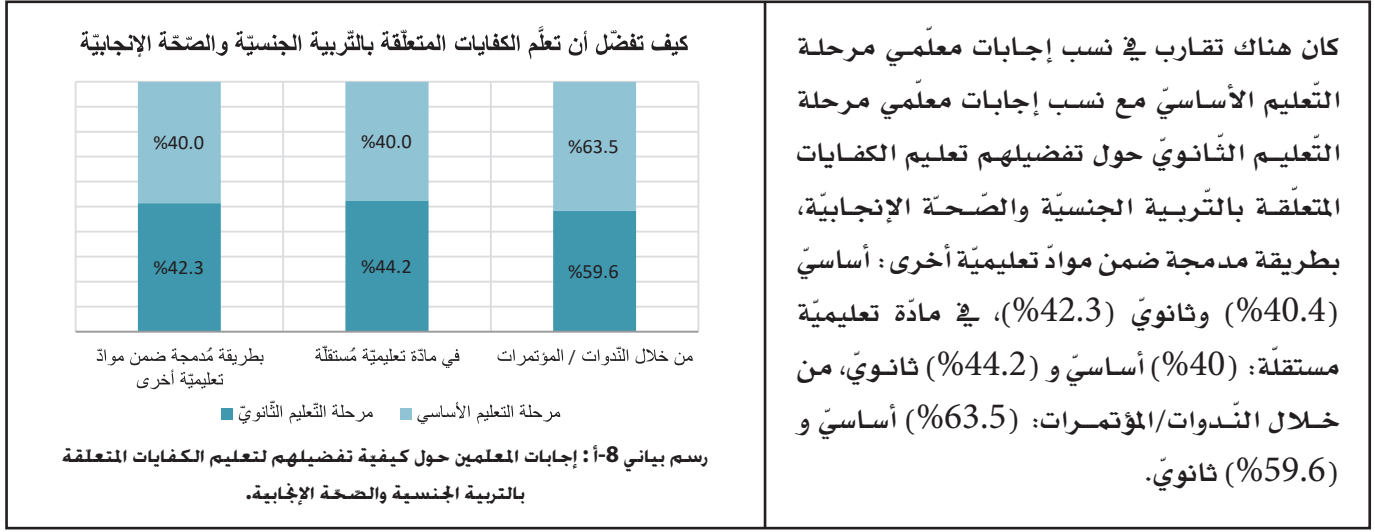 كان هناك تقارب في نسب إجابات معلّمي مرحلة
التّعليم الأساسيّ مع نسب إجابات معلّمي مرحلة
التّعليم الثّانويّ حول تفضيلهم تعليم الكفايات
المتعلّقة بالتّربية الجنسيّة والصّحّة الإنجابيّة،
بطريقة مدمجة ضمن موادّ تعليميّة أخرى: أساسيّ
(%40.4) وثانويّ (%42.3)، في مادّة تعليميّة
مستقلّة: (%40) أساسيّ و (%44.2) ثانويّ، من
خلال النّدوات/المؤتمرات: (%63.5) أساسيّ و
(%59.6) ثانويّ.
كيف تفضّل أن تعلَّم الكفايات المتعلّقة بالتّربية الجنسيّة والصّحّة الإنجابيّة
%63.5
%40.0
%40.0
%59.6
%44.2
%42.3
من خلال النّدوات / المؤتمرات
في مادّة تعليميّة مُستقلّة
بطريقة مُدمجة ضمن موادّ
تعليميّة أخرى
مرحلة التعليم الأساسي
مرحلة التّعليم الثّانويّ
رسم بياني 8-أ: إجابات المعلمين حول كيفية تفضيلهم لتعليم الكفايات المتعلقة
بالتربية الجنسية والصحة الإنجابية.